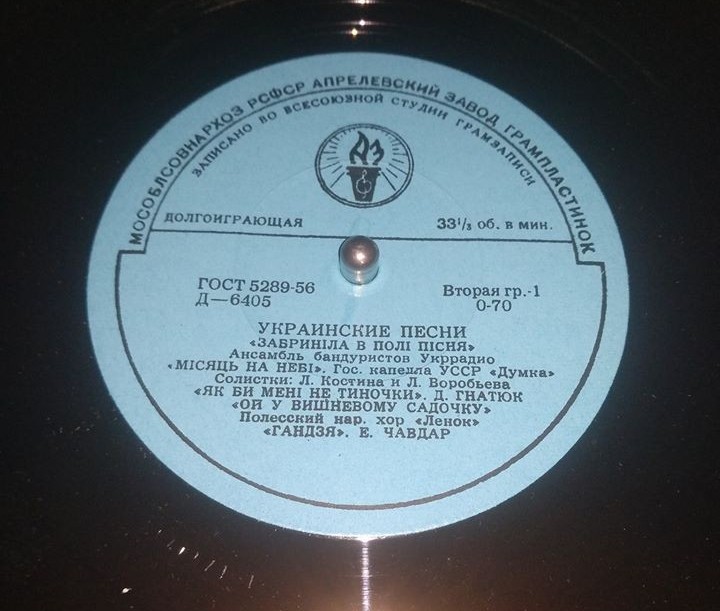 МОСОБЛСОВНАРХОЗ РСФСР АПРЕЛЕВСКИЙ ЗАВОД ГРАМПЛАСТИНОК
ЗАПИСАНО ВО ВСЕСОЮЗНОЙ СТУДИИ ГРАМЗАПИСИ
АЗ
ДОЛГОИГРАЮЩАЯ 33¹/₃ об. в мин.
ГОСТ 5289-56 Вторая гр.-1
Д—6405 0-70
УКРАИНСКИЕ ПЕСНИ
«ЗАБРИНІЛА В ПОЛІ ПІСНЯ»
Ансамбль бандуристов Укррадио
«МІСЯЦЬ НА НЕБІ». Гос. капелла УССР «Думка»
Солистки: Л. Костина и Л. Воробьева
«ЯК БИ МЕНІ НЕ ТИНОЧКИ». Д. ГНАТЮК
«ОЙ У ВИШНЕВОМУ САДОЧКУ»
Полесский нар. хор «Ленок»
«ГАНДЗЯ». Е. ЧАВДАР